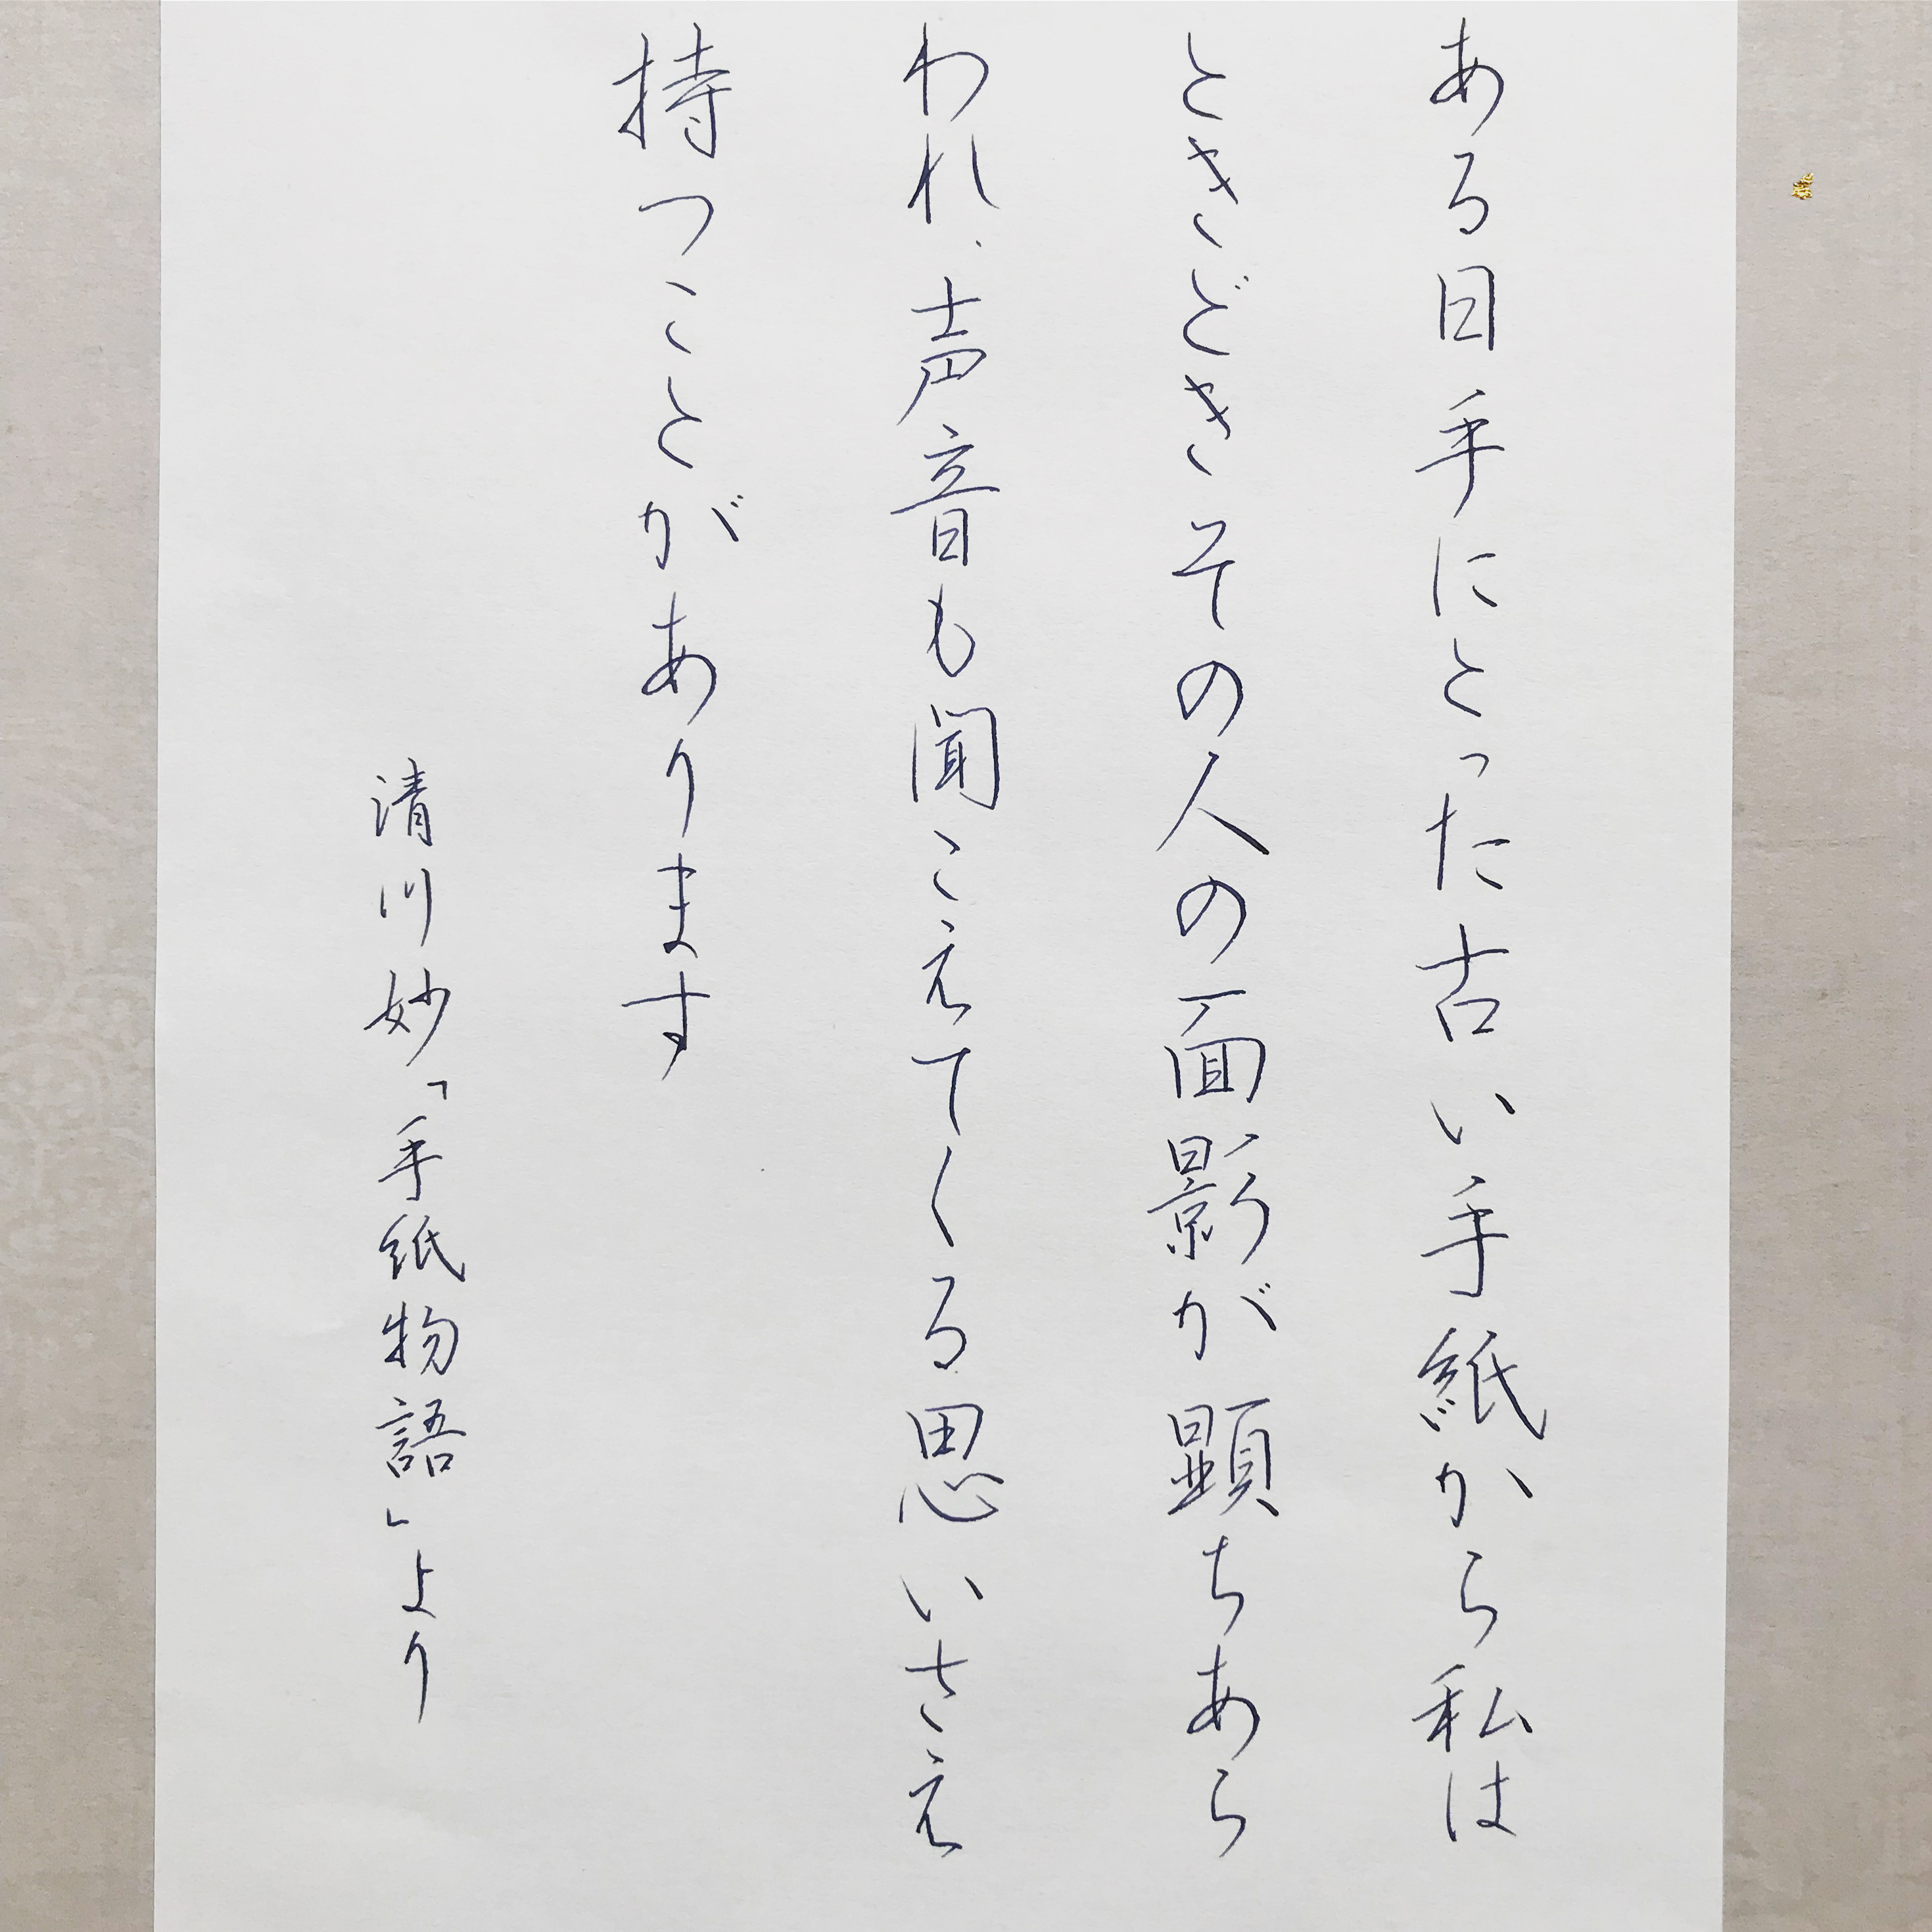 ある日手にとった古い手紙から私は
ときどきその人の面影が顕ちあら
われ、声音も聞こえてくる思いさえ
持つことがあります
清川妙「手紙物語」より